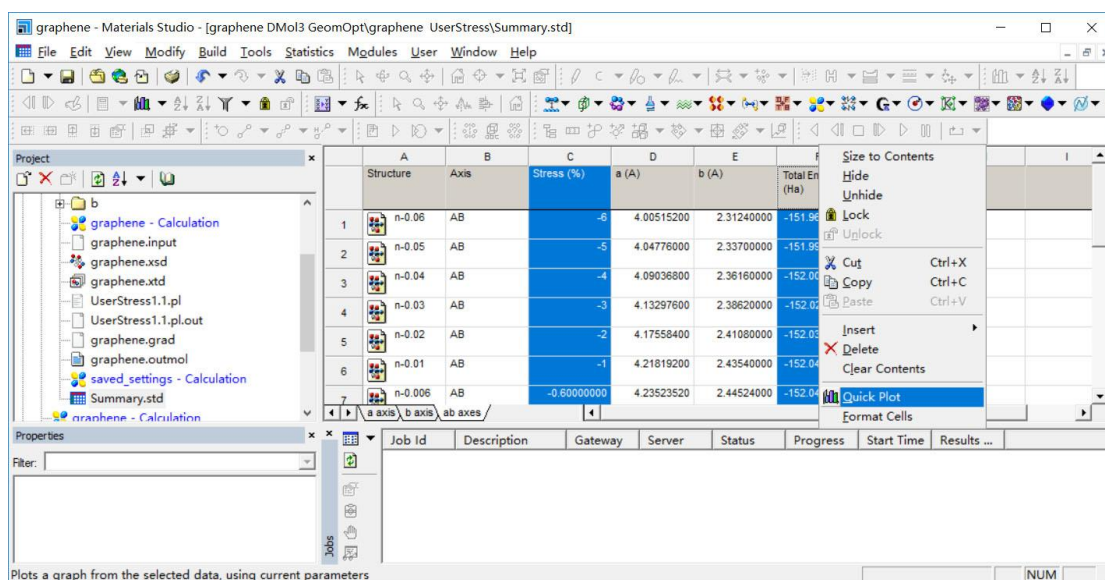 graphene - Materials Studio - [graphene DMol3 GeomOpt\graphene UserStress\Summary.std]
File Edit View Modify Build Tools Statistics Modules User Window Help
Project
b
graphene - Calculation
graphene.input
graphene.xsd
graphene.xtd
UserStress1.1.pl
UserStress1.1.pl.out
graphene.grad
graphene.outmol
saved_settings - Calculation
Summary.std
graphene - Calculation
A B C D E F I
Structure Axis Stress (%) a (A) b (A) Total En
(Ha)
1 n-0.06 AB -6 4.00515200 2.31240000 -151.96
2 n-0.05 AB -5 4.04776000 2.33700000 -151.99
3 n-0.04 AB -4 4.09036800 2.36160000 -152.00
4 n-0.03 AB -3 4.13297600 2.38620000 -152.02
5 n-0.02 AB -2 4.17558400 2.41080000 -152.03
6 n-0.01 AB -1 4.21819200 2.43540000 -152.04
7 n-0.006 AB -0.60000000 4.23523520 2.44524000 -152.04
a axis b axis ab axes
Size to Contents
Hide
Unhide
Lock
Unlock
Cut Ctrl+X
Copy Ctrl+C
Paste Ctrl+V
Insert
Delete
Clear Contents
Quick Plot
Format Cells
Properties
Filter:
Jobs
Job Id Description Gateway Server Status Progress Start Time Results ...
Plots a graph from the selected data, using current parameters
NUM